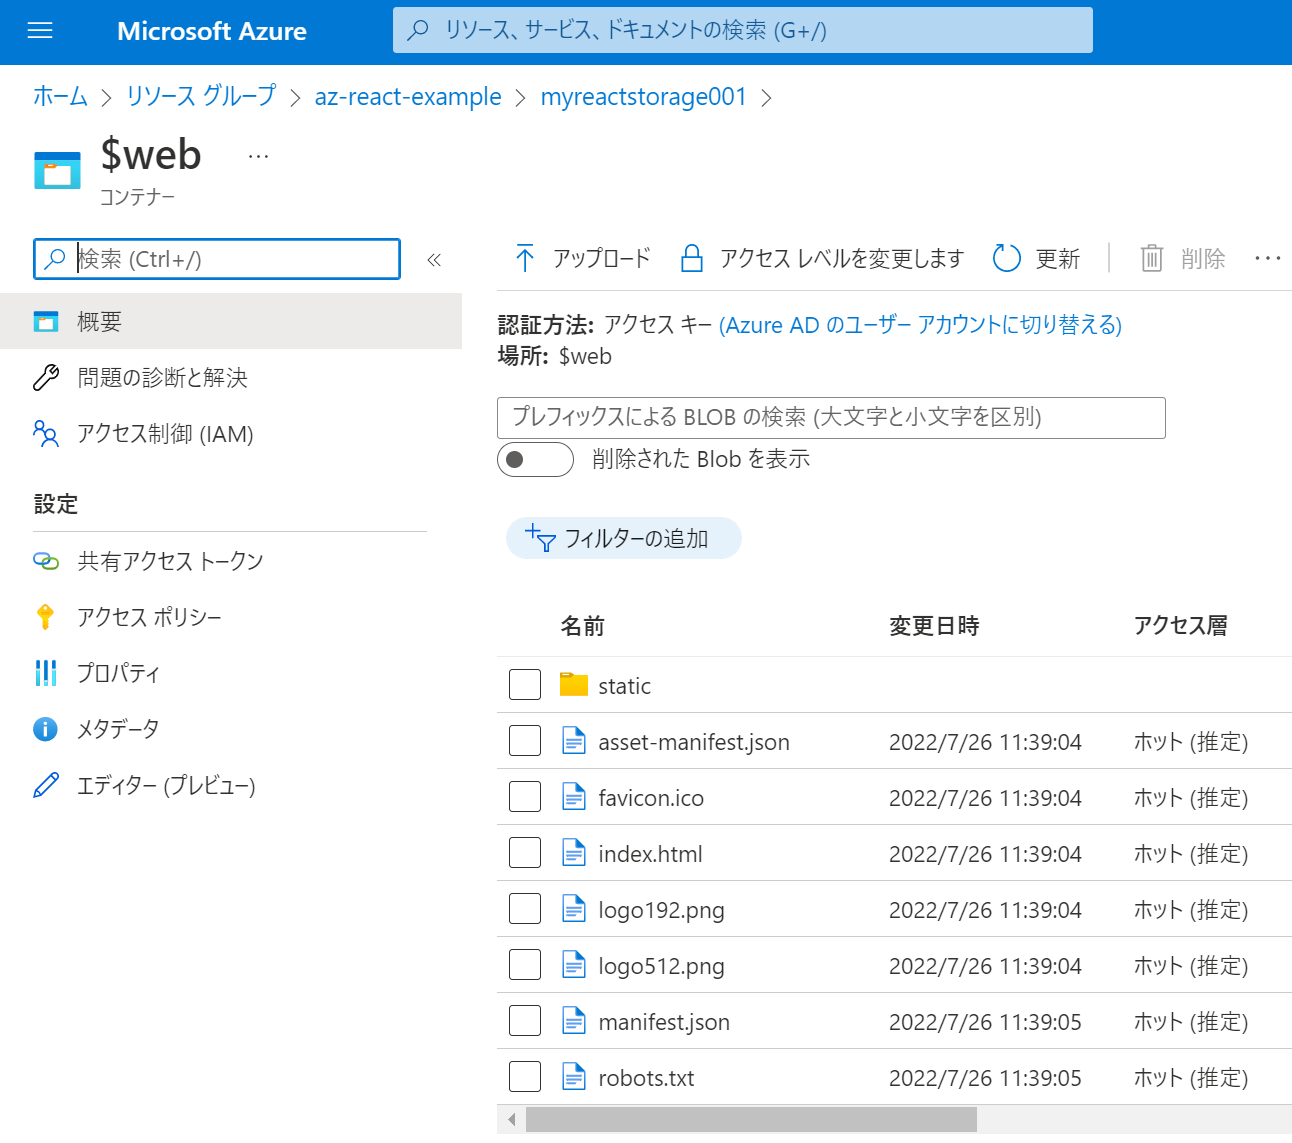 Microsoft Azure
リソース、サービス、ドキュメントの検索 (G+/)
ホーム > リソース グループ > az-react-example > myreactstorage001 >
$web ...
コンテナー
検索 (Ctrl+/)
«
概要
問題の診断と解決
アクセス制御 (IAM)
設定
共有アクセス トークン
アクセス ポリシー
プロパティ
メタデータ
エディター (プレビュー)
アップロード アクセス レベルを変更します 更新 削除 ...
認証方法: アクセス キー (Azure AD のユーザー アカウントに切り替える)
場所: $web
プレフィックスによる BLOB の検索 (大文字と小文字を区別)
削除された Blob を表示
フィルターの追加
名前 変更日時 アクセス層
static
asset-manifest.json 2022/7/26 11:39:04 ホット (推定)
favicon.ico 2022/7/26 11:39:04 ホット (推定)
index.html 2022/7/26 11:39:04 ホット (推定)
logo192.png 2022/7/26 11:39:04 ホット (推定)
logo512.png 2022/7/26 11:39:04 ホット (推定)
manifest.json 2022/7/26 11:39:05 ホット (推定)
robots.txt 2022/7/26 11:39:05 ホット (推定)